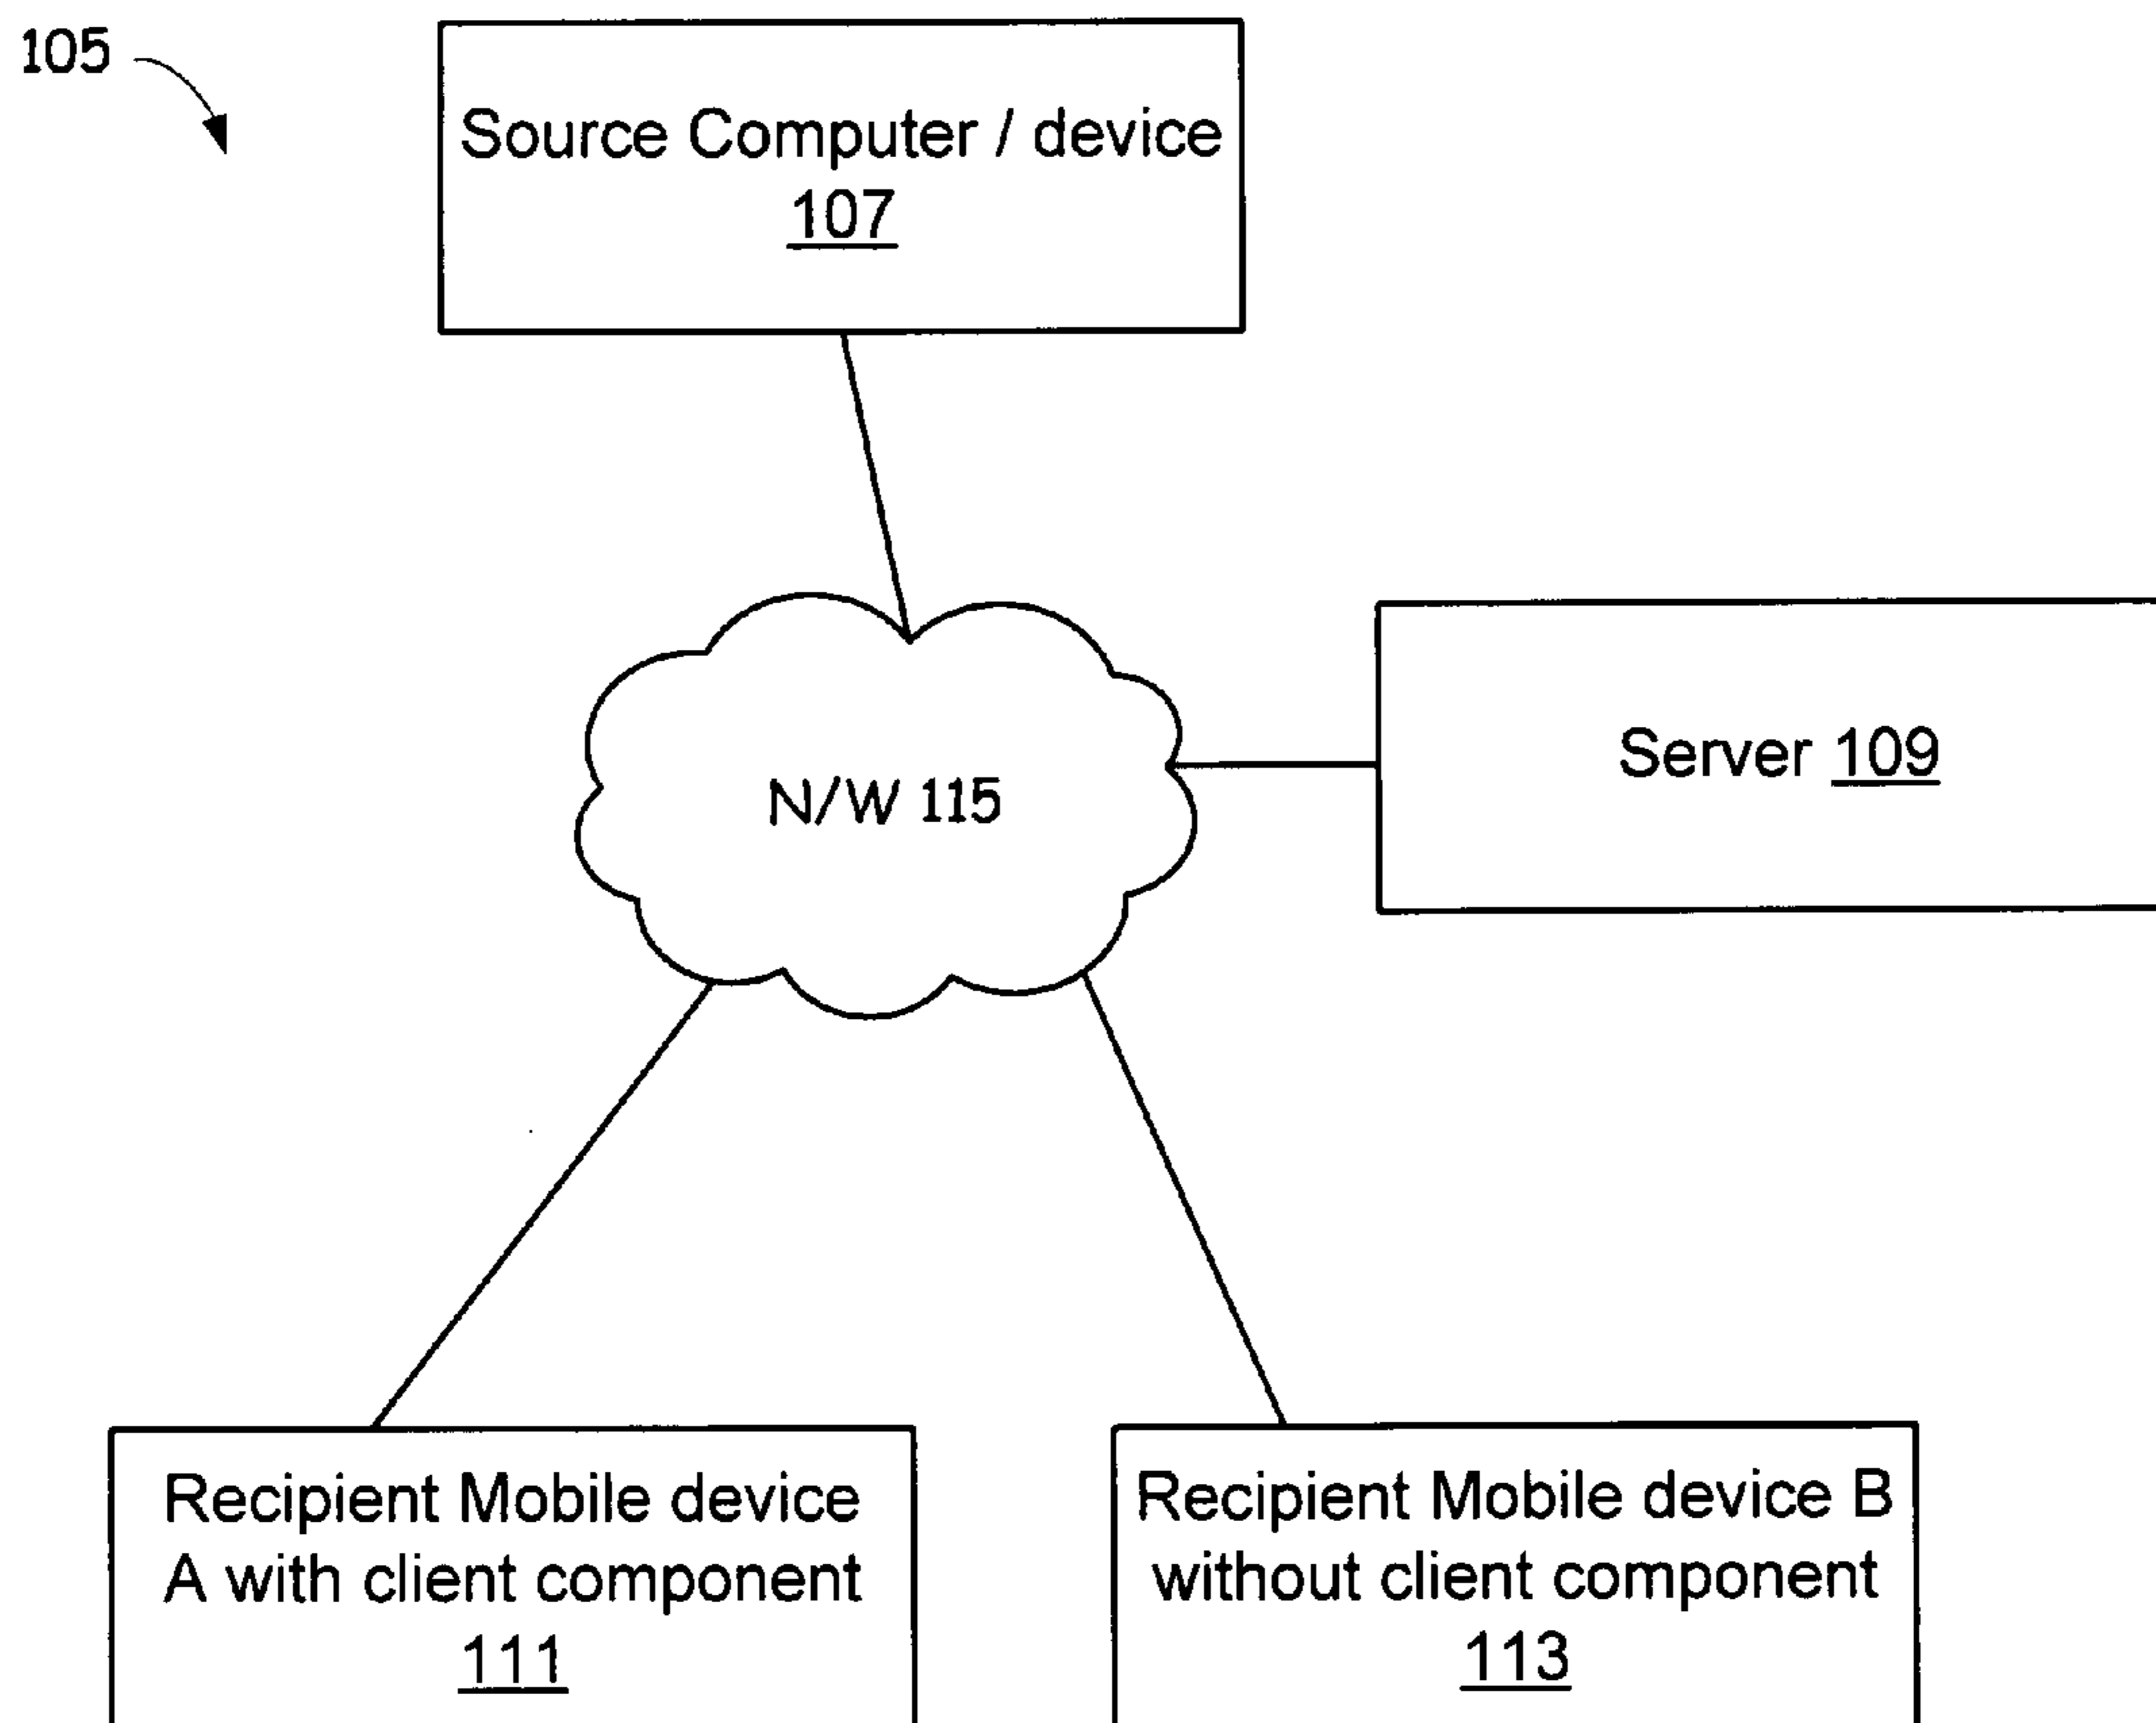 105
Source Computer / device
107
N/W 115
Server 109
Recipient Mobile device
A with client component
111
Recipient Mobile device B
without client component
113